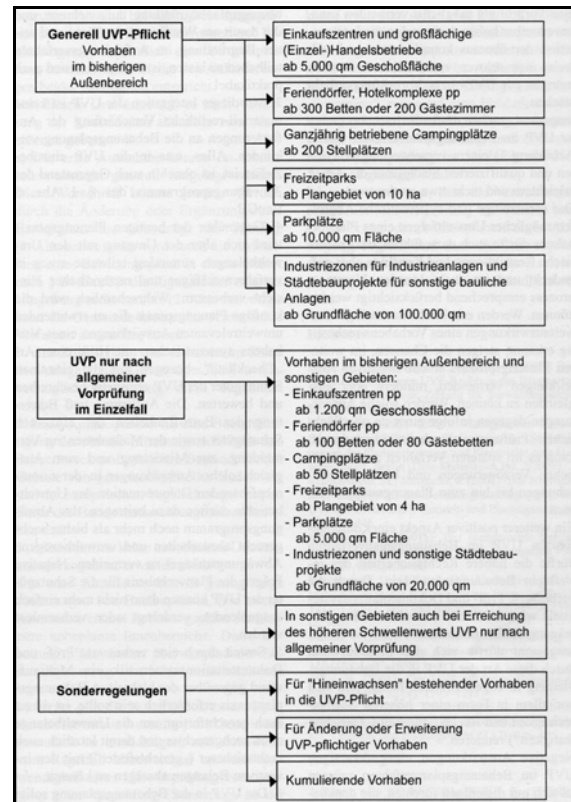 Generell UVP-Pflicht
Vorhaben
im bisherigen
Außenbereich
Einkaufszentren und großflächige
(Einzel-)Handelsbetriebe
ab 5.000 qm Geschoßfläche
Feriendörfer, Hotelkomplexe pp
ab 300 Betten oder 200 Gästezimmer
Ganzjährig betriebene Campingplätze
ab 200 Stellplätzen
Freizeitparks
ab Plangebiet von 10 ha
Parkplätze
ab 10.000 qm Fläche
Industriezonen für Industrieanlagen und
Städtebauprojekte für sonstige bauliche
Anlagen
ab Grundfläche von 100.000 qm
UVP nur nach
allgemeiner
Vorprüfung
im Einzelfall
Vorhaben im bisherigen Außenbereich und
sonstigen Gebieten:
- Einkaufszentren pp
ab 1.200 qm Geschossfläche
- Feriendörfer pp
ab 100 Betten oder 80 Gästebetten
- Campingplätze
ab 50 Stellplätzen
- Freizeitparks
ab Plangebiet von 4 ha
- Parkplätze
ab 5.000 qm Fläche
- Industriezonen und sonstige Städtebau-
projekte
ab Grundfläche von 20.000 qm
In sonstigen Gebieten auch bei Erreichung
des höheren Schwellenwerts UVP nur nach
allgemeiner Vorprüfung
Sonderregelungen
Für "Hineinwachsen" bestehender Vorhaben
in die UVP-Pflicht
Für Änderung oder Erweiterung
UVP-pflichtiger Vorhaben
Kumulierende Vorhaben